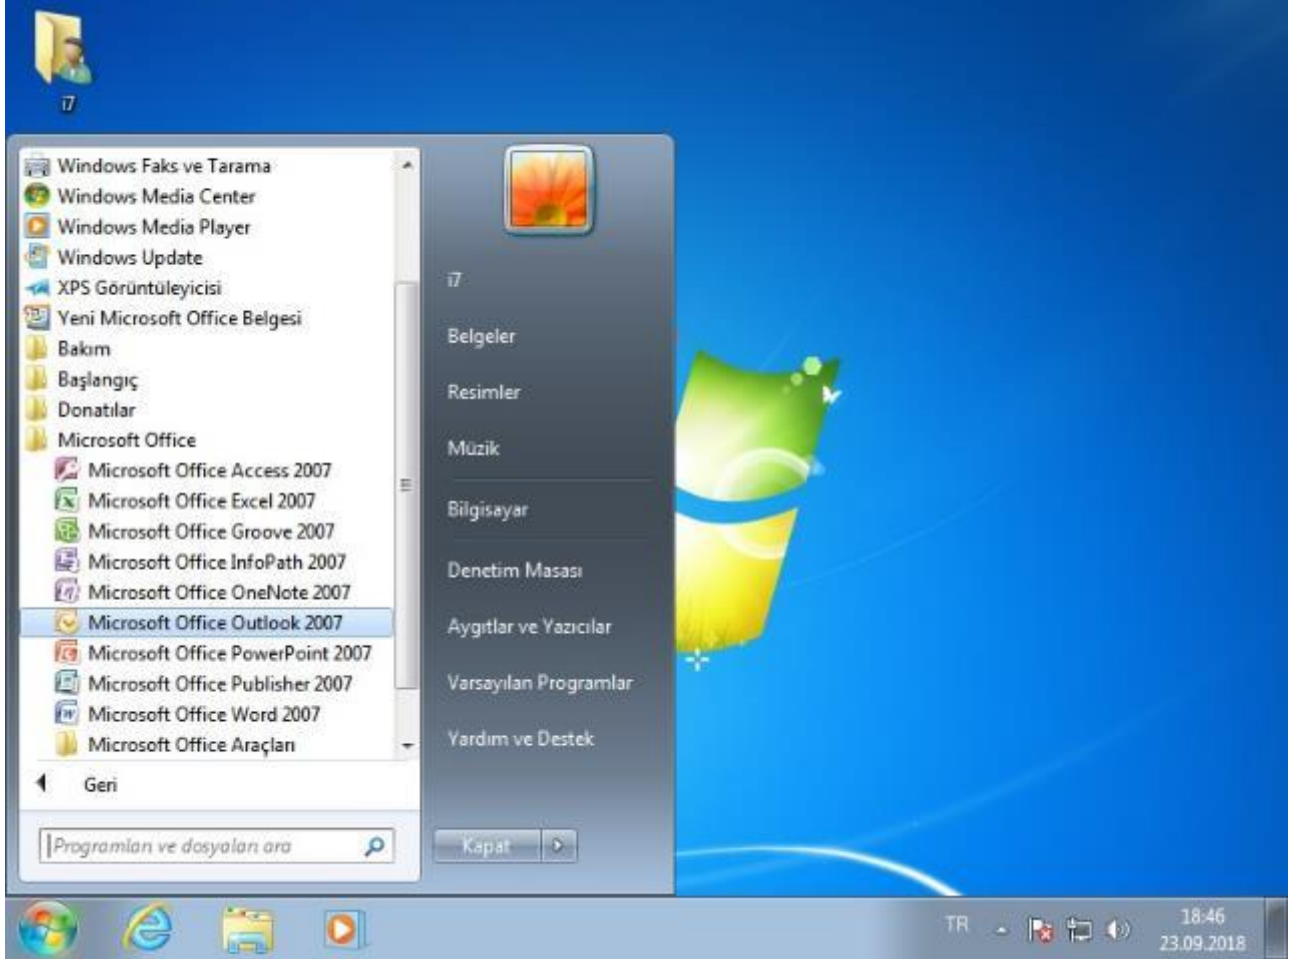 i7
Windows Faks ve Tarama
Windows Media Center
Windows Media Player
Windows Update
XPS Görüntüleyicisi
Yeni Microsoft Office Belgesi
Bakım
Başlangıç
Donatılar
Microsoft Office
Microsoft Office Access 2007
Microsoft Office Excel 2007
Microsoft Office Groove 2007
Microsoft Office InfoPath 2007
Microsoft Office OneNote 2007
Microsoft Office Outlook 2007
Microsoft Office PowerPoint 2007
Microsoft Office Publisher 2007
Microsoft Office Word 2007
Microsoft Office Araçları
Geri
Programları ve dosyaları ara
i7
Belgeler
Resimler
Müzik
Bilgisayar
Denetim Masası
Aygıtlar ve Yazıcılar
Varsayılan Programlar
Yardım ve Destek
Kapat
TR
18:46
23.09.2018